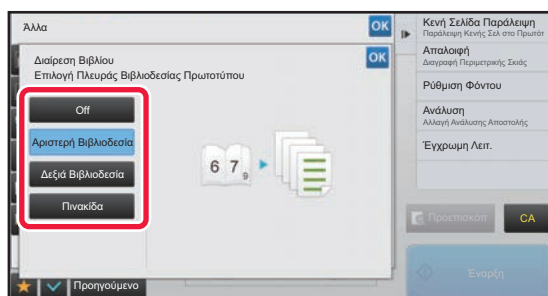 Άλλα
OK
Διαίρεση Βιβλίου
OK
Επιλογή Πλευράς Βιβλιοδεσίας Πρωτοτύπου
Off
Αριστερή Βιβλιοδεσία
Δεξιά Βιβλιοδεσία
Πινακίδα
6 7 9
Προηγούμενο
Κενή Σελίδα Παράλειψη
Παράλειψη Κενής Σελ στο Πρωτότ
Απαλοιφή
Διαγραφή Περιμετρικής Σκιάς
Ρύθμιση Φόντου
Ανάλυση
Αλλαγή Ανάλυσης Αποστολής
Έγχρωμη Λειτ.
Προεπισκόπ
CA
Έναρξη